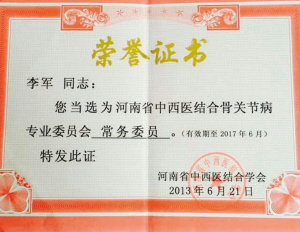 荣誉证书
李军 同志：
您当选为河南省中西医结合骨关节病
专业委员会 常务委员 。(有效期至2017年6月)
特发此证
河南省中西医结合学会
2013年6月21日